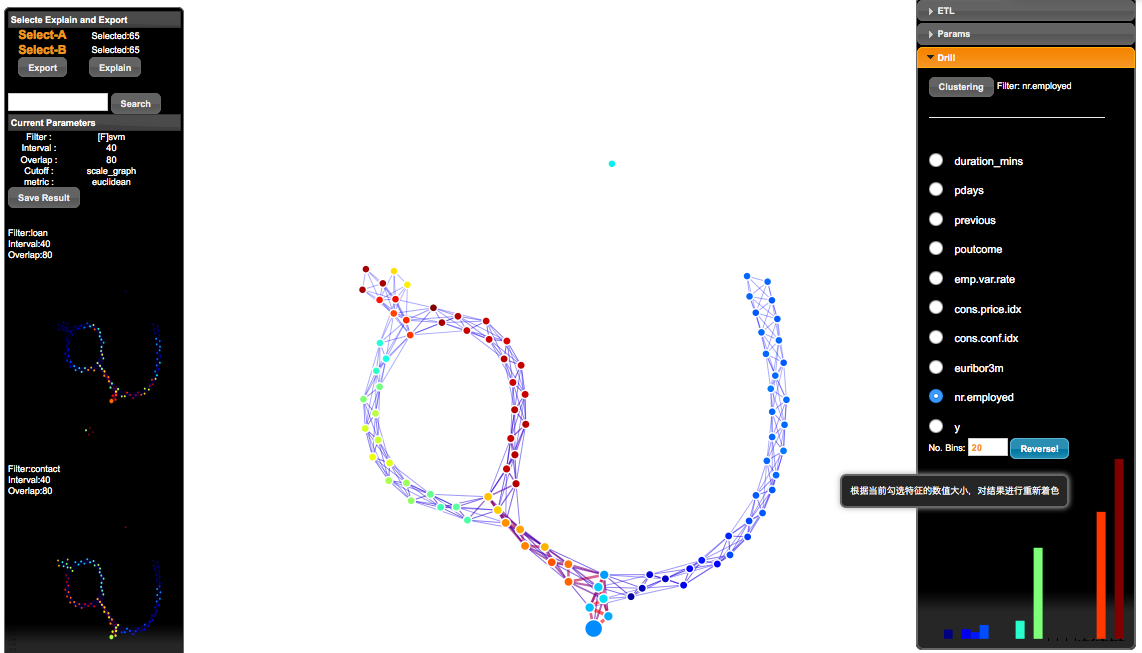 Selecte Explain and Export
Select-A Selected:65
Select-B Selected:65
Export Explain
Search
Current Parameters
Filter : [F]svm
Interval : 40
Overlap : 80
Cutoff : scale_graph
metric : euclidean
Save Result
Filter:loan
Interval:40
Overlap:80
Filter:contact
Interval:40
Overlap:80
ETL
Params
Drill
Clustering Filter: nr.employed
duration_mins
pdays
previous
poutcome
emp.var.rate
cons.price.idx
cons.conf.idx
euribor3m
nr.employed
y
No. Bins: 20 Reverse!
根据当前勾选特征的数值大小，对结果进行重新着色